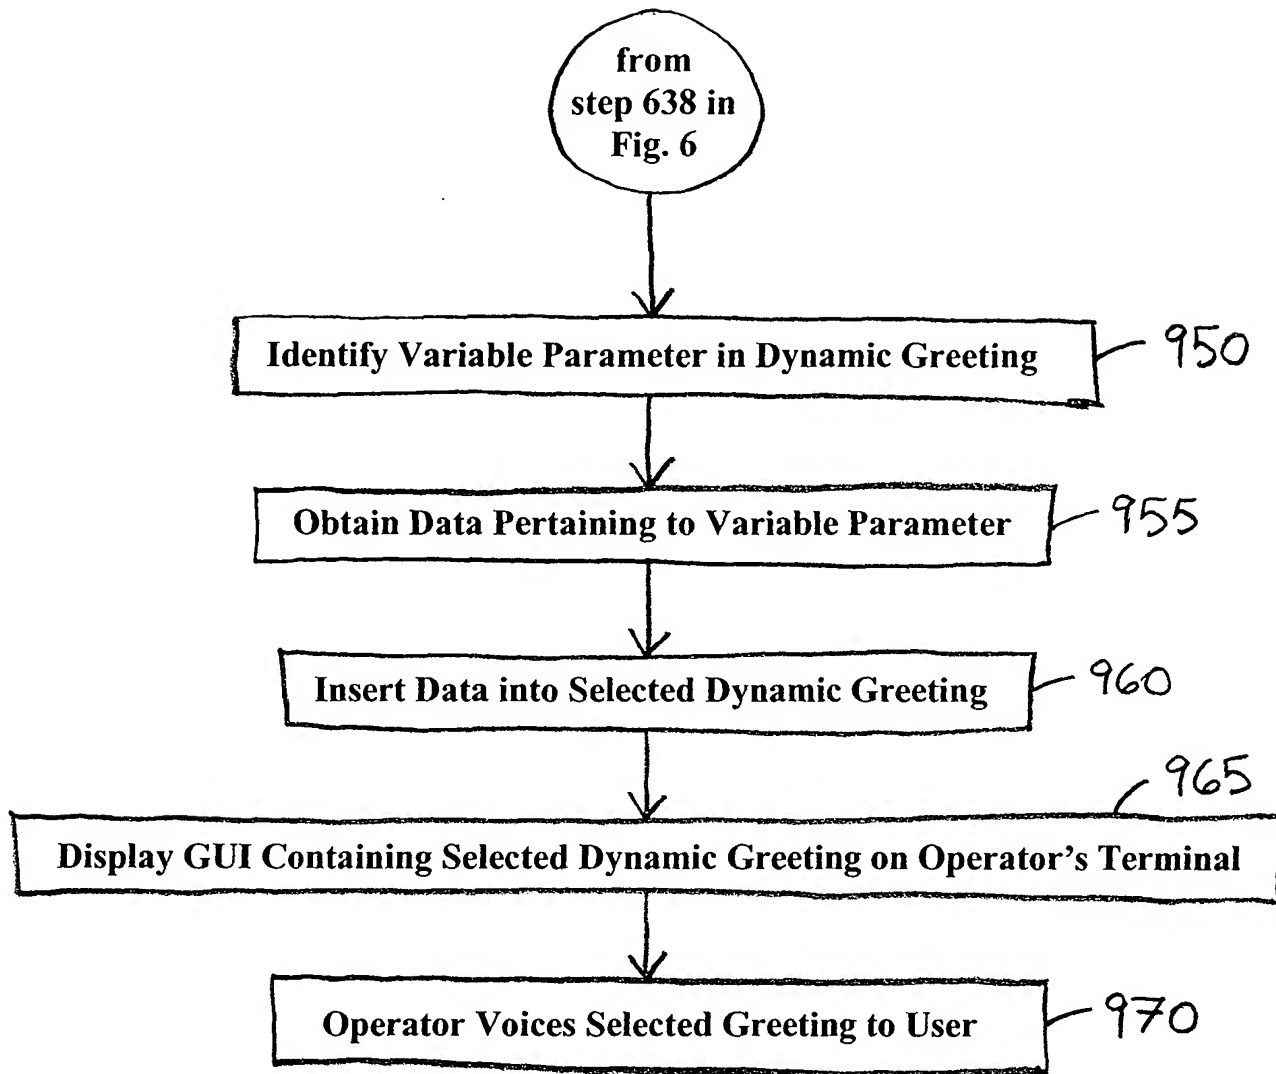 from
step 638 in
Fig. 6
Identify Variable Parameter in Dynamic Greeting
950
Obtain Data Pertaining to Variable Parameter
955
Insert Data into Selected Dynamic Greeting
960
965
Display GUI Containing Selected Dynamic Greeting on Operator's Terminal
Operator Voices Selected Greeting to User
970